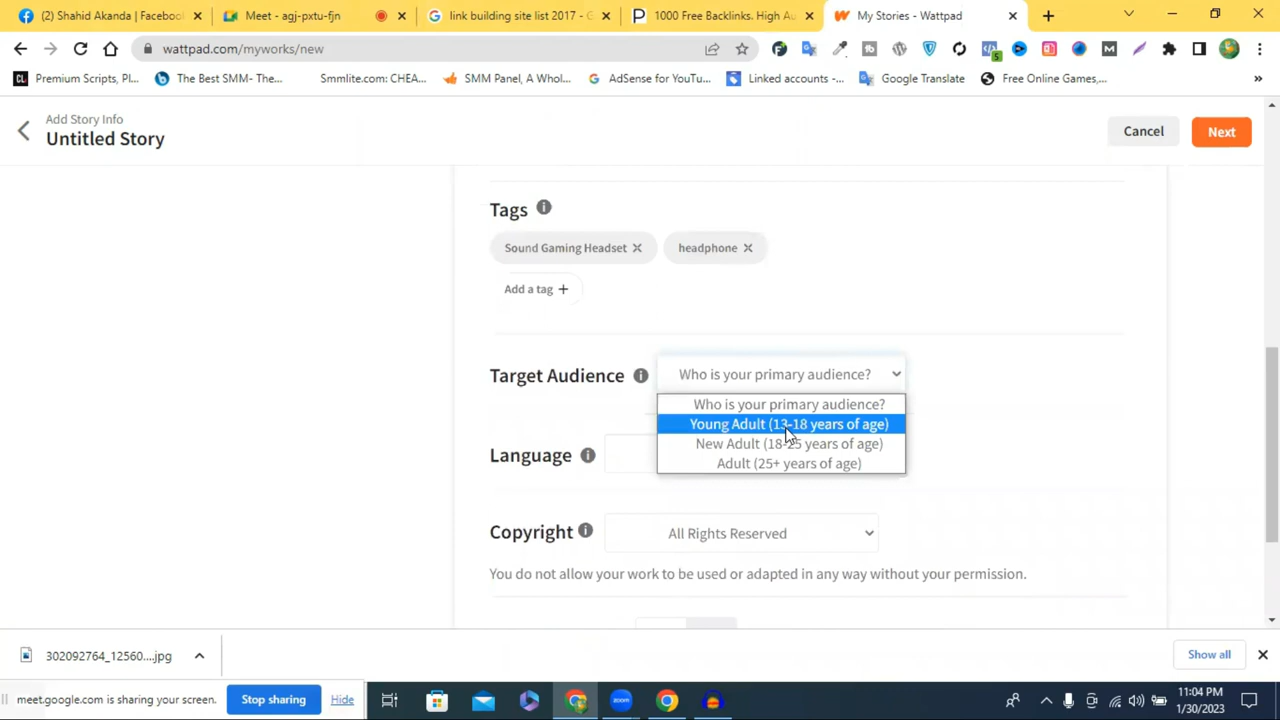 (2) Shahid Akanda | Facebook
Meet - agj-pxtu-fjn
link building site list 2017 - G
1000 Free Backlinks. High Au
My Stories - Wattpad
wattpad.com/myworks/new
5
Premium Scripts, Pl...
The Best SMM- The...
Smmlite.com: CHEA...
SMM Panel, A Whol...
AdSense for YouTu...
Linked accounts -...
Google Translate
Free Online Games,...
Add Story Info
Untitled Story
Cancel
Next
Tags
Sound Gaming Headset
headphone
Add a tag +
Target Audience
Who is your primary audience?
Who is your primary audience?
Young Adult (13-18 years of age)
New Adult (18-25 years of age)
Adult (25+ years of age)
Language
Copyright
All Rights Reserved
You do not allow your work to be used or adapted in any way without your permission.
302092764_12560....jpg
Show all
meet.google.com is sharing your screen.
Stop sharing
Hide
zoom
11:04 PM
1/30/2023